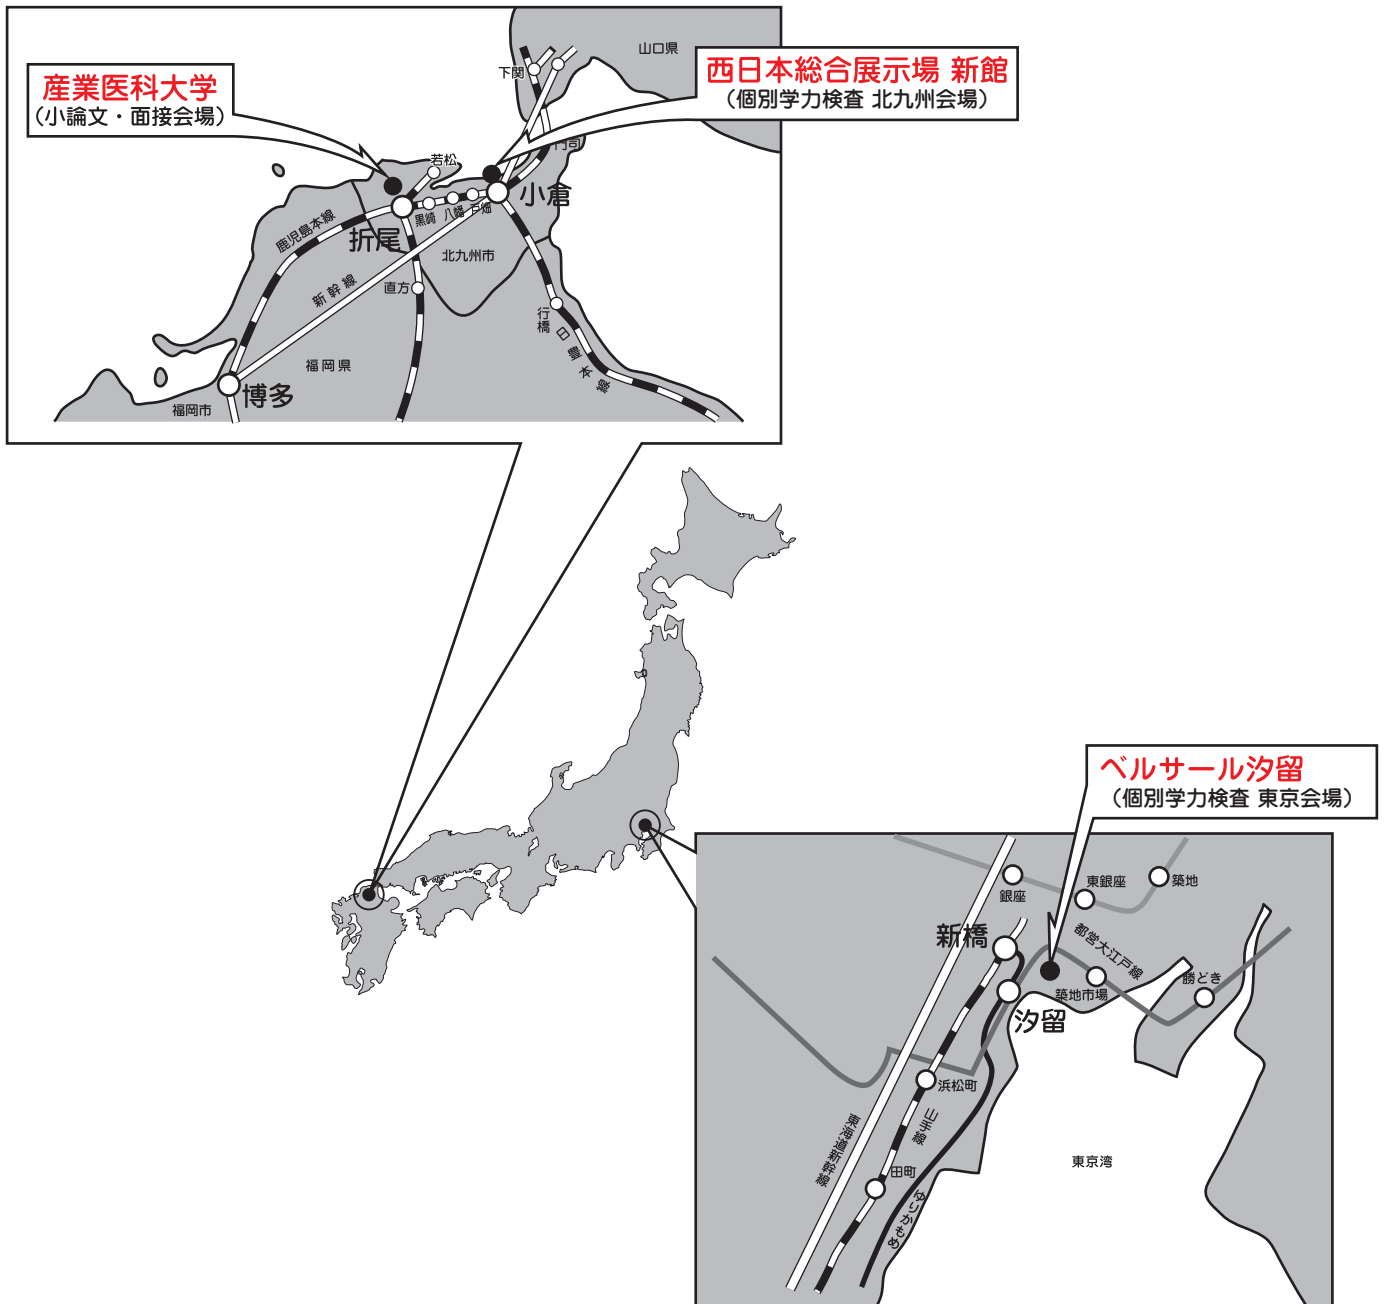 山口県
下関
産業医科大学
(小論文・面接会場)
西日本総合展示場 新館
(個別学力検査 北九州会場)
門司
若松
小倉
黒崎
八幡
戸畑
鹿児島本線
折尾
北九州市
新幹線
直方
行橋
日豊本線
福岡県
博多
福岡市
ベルサール汐留
(個別学力検査 東京会場)
銀座
東銀座
築地
新橋
都営大江戸線
築地市場
勝どき
汐留
浜松町
山手線
東海道新幹線
田町
ゆりかもめ
東京湾